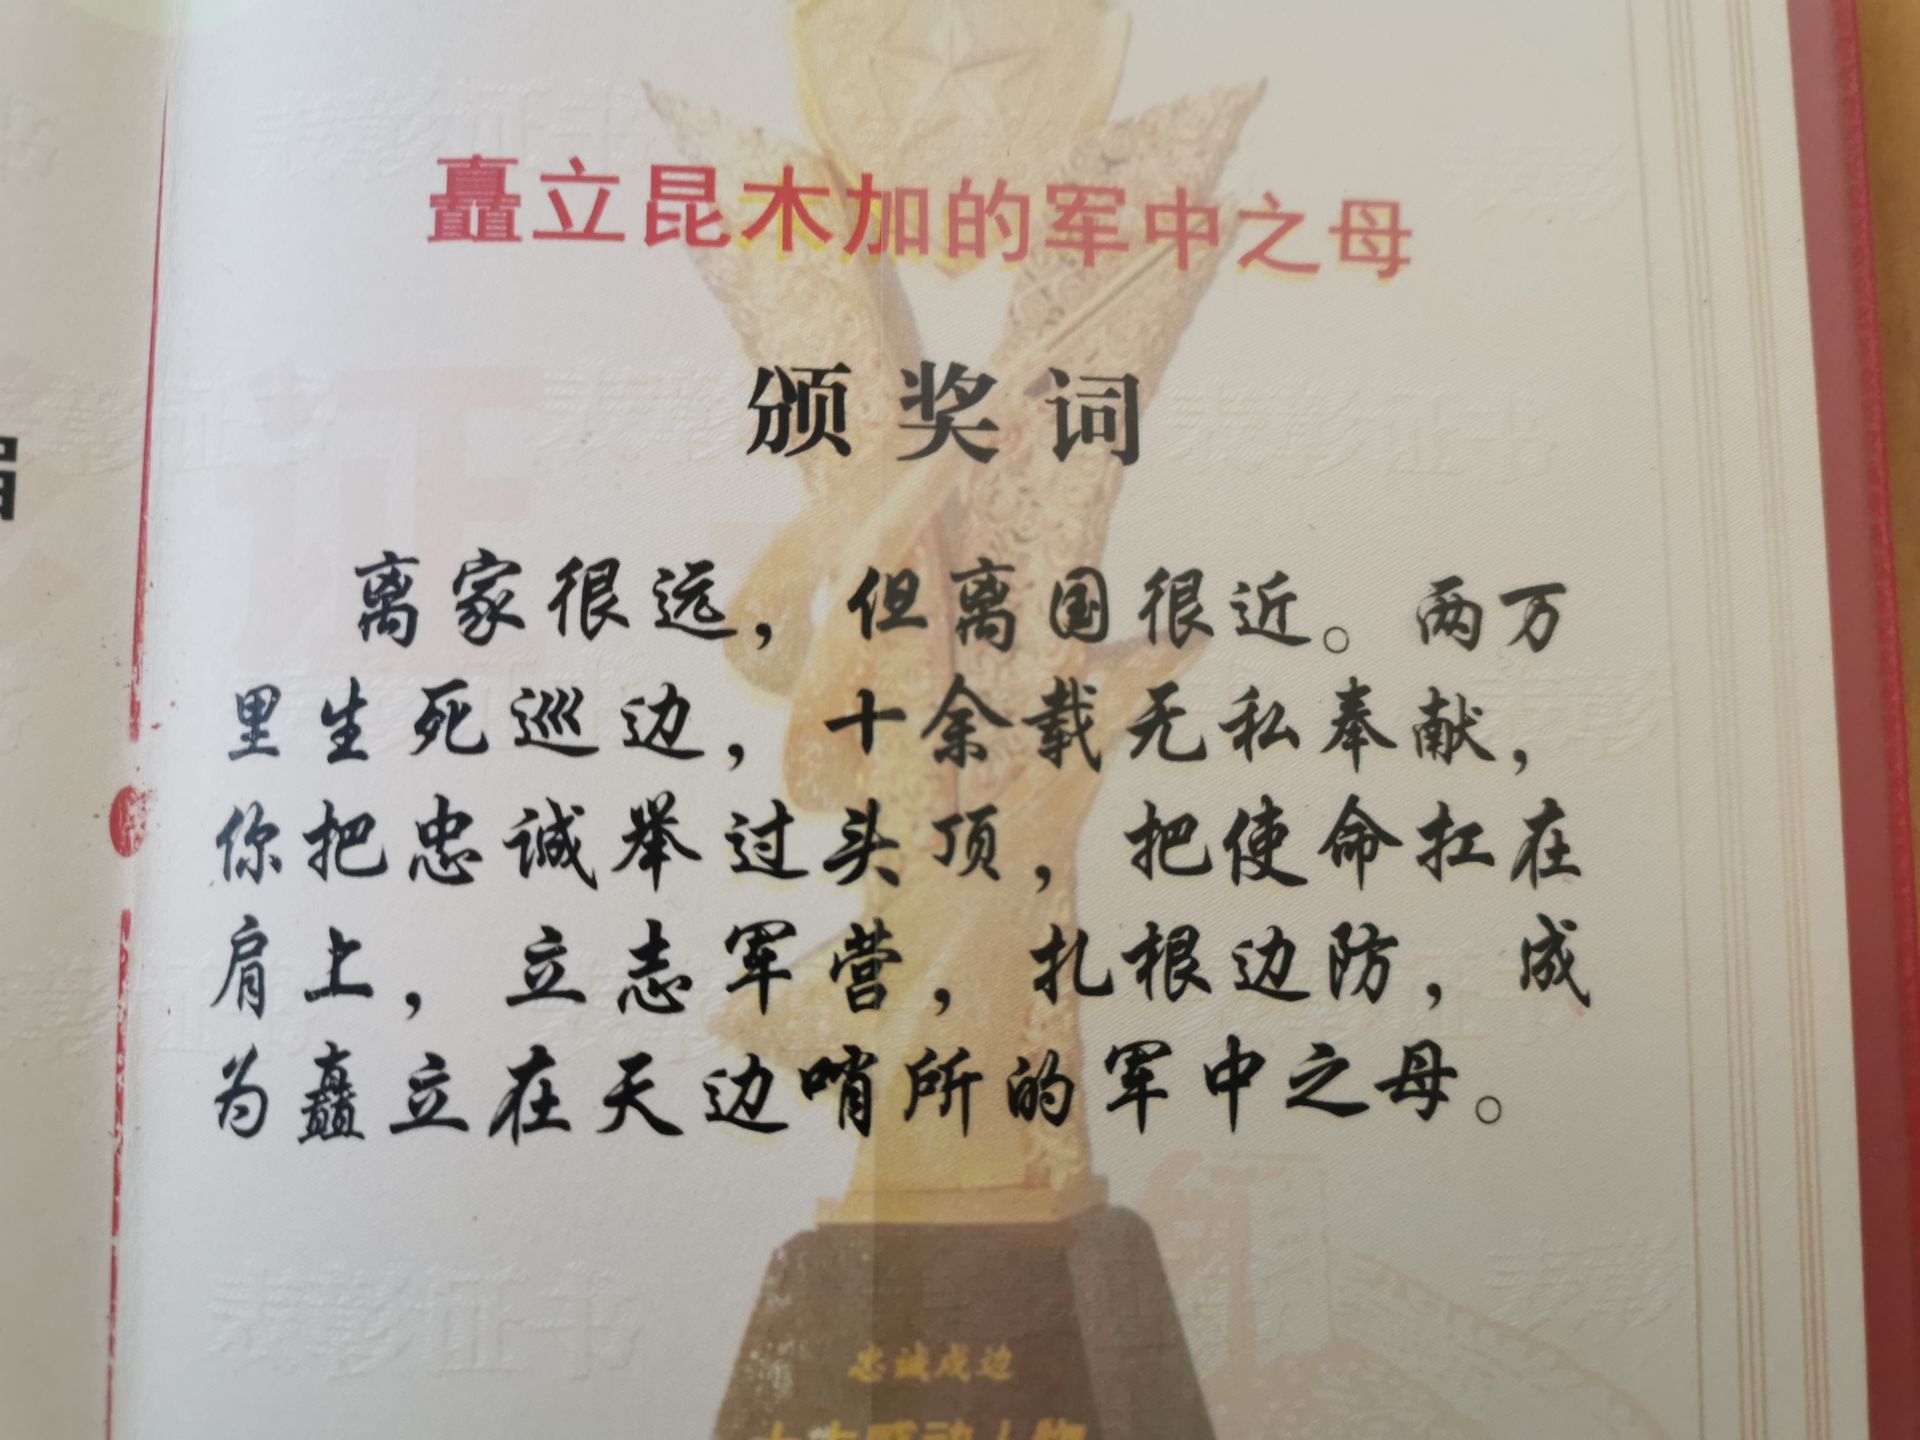 矗立昆木加的军中之母
颁奖词
离家很远，但离国很近。两万
里生死巡边，十余载无私奉献，
你把忠诚举过头顶，把使命扛在
肩上，立志军营，扎根边防，成
为矗立在天边哨所的军中之母。
忠诚戍边